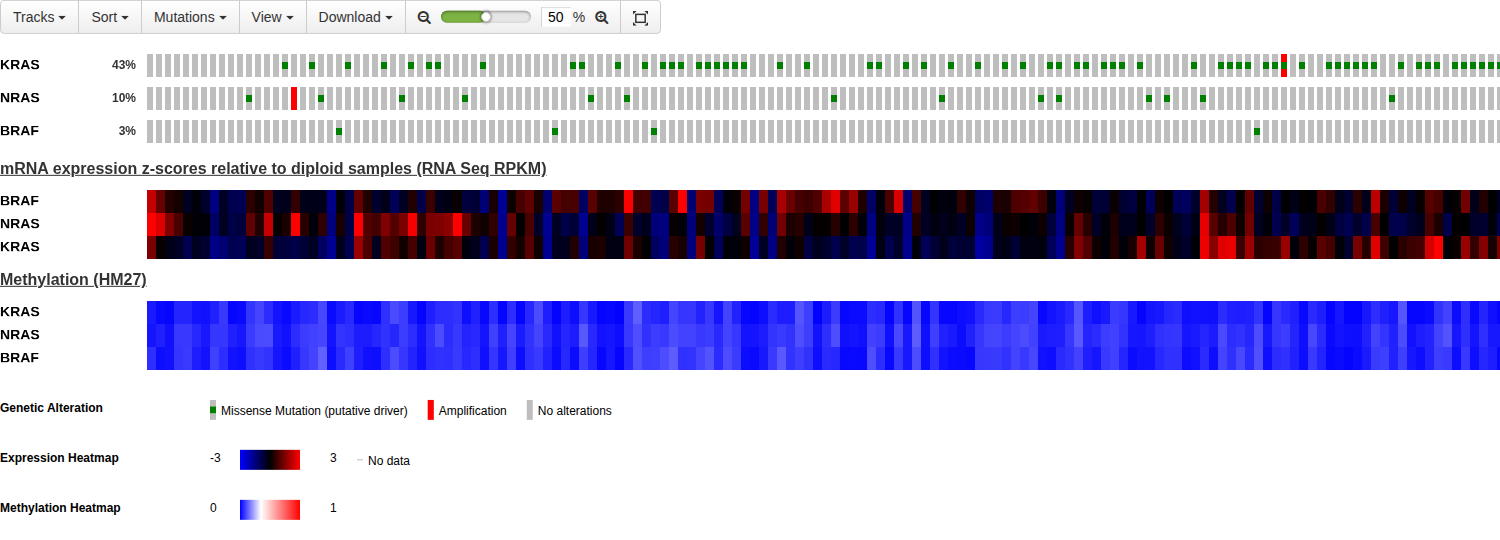 Tracks Sort Mutations View Download 50 %
KRAS 43%
NRAS 10%
BRAF 3%
mRNA expression z-scores relative to diploid samples (RNA Seq RPKM)
BRAF
NRAS
KRAS
Methylation (HM27)
KRAS
NRAS
BRAF
Genetic Alteration Missense Mutation (putative driver) Amplification No alterations
Expression Heatmap -3 3 No data
Methylation Heatmap 0 1